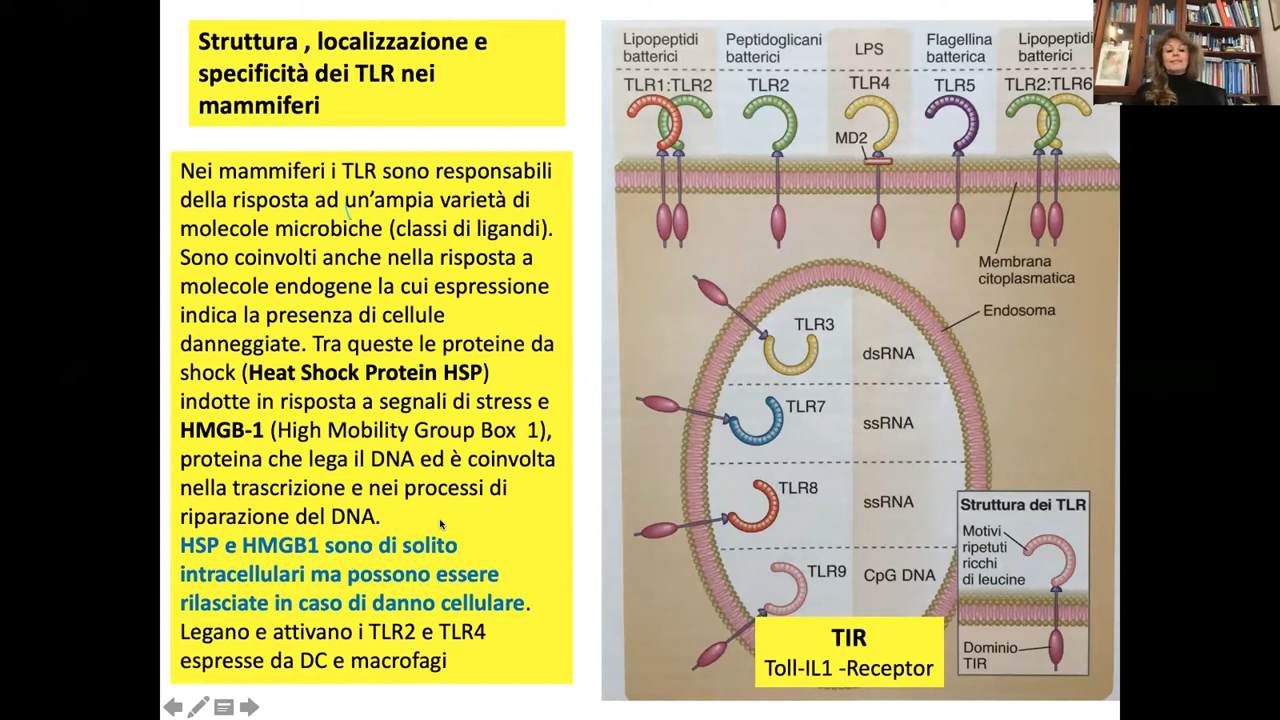 Struttura , localizzazione e
specificità dei TLR nei
mammiferi
Nei mammiferi i TLR sono responsabili
della risposta ad un’ampia varietà di
molecole microbiche (classi di ligandi).
Sono coinvolti anche nella risposta a
molecole endogene la cui espressione
indica la presenza di cellule
danneggiate. Tra queste le proteine da
shock (Heat Shock Protein HSP)
indotte in risposta a segnali di stress e
HMGB-1 (High Mobility Group Box 1),
proteina che lega il DNA ed è coinvolta
nella trascrizione e nei processi di
riparazione del DNA.
HSP e HMGB1 sono di solito
intracellulari ma possono essere
rilasciate in caso di danno cellulare.
Legano e attivano i TLR2 e TLR4
espresse da DC e macrofagi
Lipopeptidi
batterici
Peptidoglicani
batterici
LPS
Flagellina
batterica
Lipopeptidi
batterici
TLR1:TLR2
TLR2
TLR4
TLR5
TLR2:TLR6
MD2
Membrana
citoplasmatica
Endosoma
TLR3
dsRNA
TLR7
ssRNA
TLR8
ssRNA
TLR9
CpG DNA
Struttura dei TLR
Motivi
ripetuti
ricchi
di leucine
Dominio
TIR
TIR
Toll-IL1 -Receptor